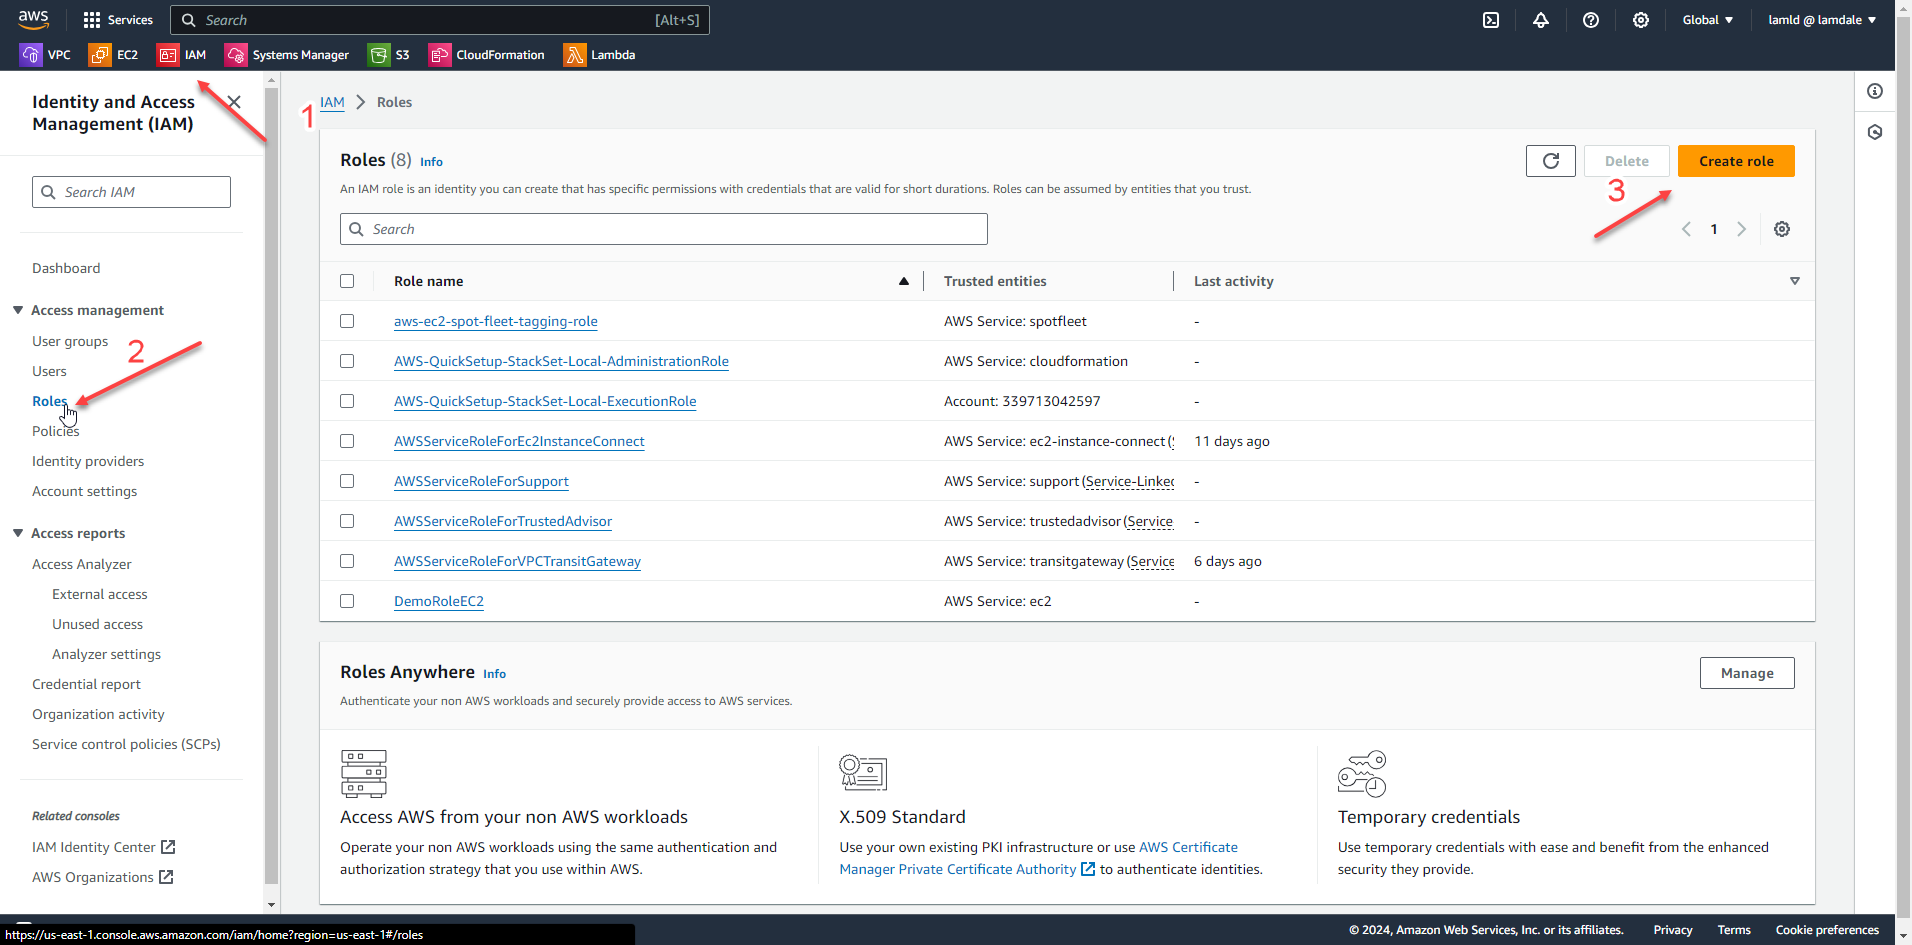 aws
Services
Search
[Alt+S]
Global
lamld @ lamdale
VPC
EC2
IAM
Systems Manager
S3
CloudFormation
Lambda
Identity and Access
Management (IAM)
Search IAM
Dashboard
Access management
User groups
2
Users
Roles
Policies
Identity providers
Account settings
Access reports
Access Analyzer
External access
Unused access
Analyzer settings
Credential report
Organization activity
Service control policies (SCPs)
Related consoles
IAM Identity Center
AWS Organizations
1
IAM > Roles
Roles (8) Info
Delete
Create role
An IAM role is an identity you can create that has specific permissions with credentials that are valid for short durations. Roles can be assumed by entities that you trust.
3
Search
1
Role name Trusted entities Last activity
aws-ec2-spot-fleet-tagging-role AWS Service: spotfleet -
AWS-QuickSetup-StackSet-Local-AdministrationRole AWS Service: cloudformation -
AWS-QuickSetup-StackSet-Local-ExecutionRole Account: 339713042597 -
AWSServiceRoleForEc2InstanceConnect AWS Service: ec2-instance-connect ( 11 days ago
AWSServiceRoleForSupport AWS Service: support (Service-Linked -
AWSServiceRoleForTrustedAdvisor AWS Service: trustedadvisor (Service -
AWSServiceRoleForVPCTransitGateway AWS Service: transitgateway (Service 6 days ago
DemoRoleEC2 AWS Service: ec2 -
Roles Anywhere Info
Manage
Authenticate your non AWS workloads and securely provide access to AWS services.
Access AWS from your non AWS workloads
Operate your non AWS workloads using the same authentication and
authorization strategy that you use within AWS.
X.509 Standard
Use your own existing PKI infrastructure or use AWS Certificate
Manager Private Certificate Authority to authenticate identities.
Temporary credentials
Use temporary credentials with ease and benefit from the enhanced
security they provide.
https://us-east-1.console.aws.amazon.com/iam/home?region=us-east-1#/roles
© 2024, Amazon Web Services, Inc. or its affiliates. Privacy Terms Cookie preferences